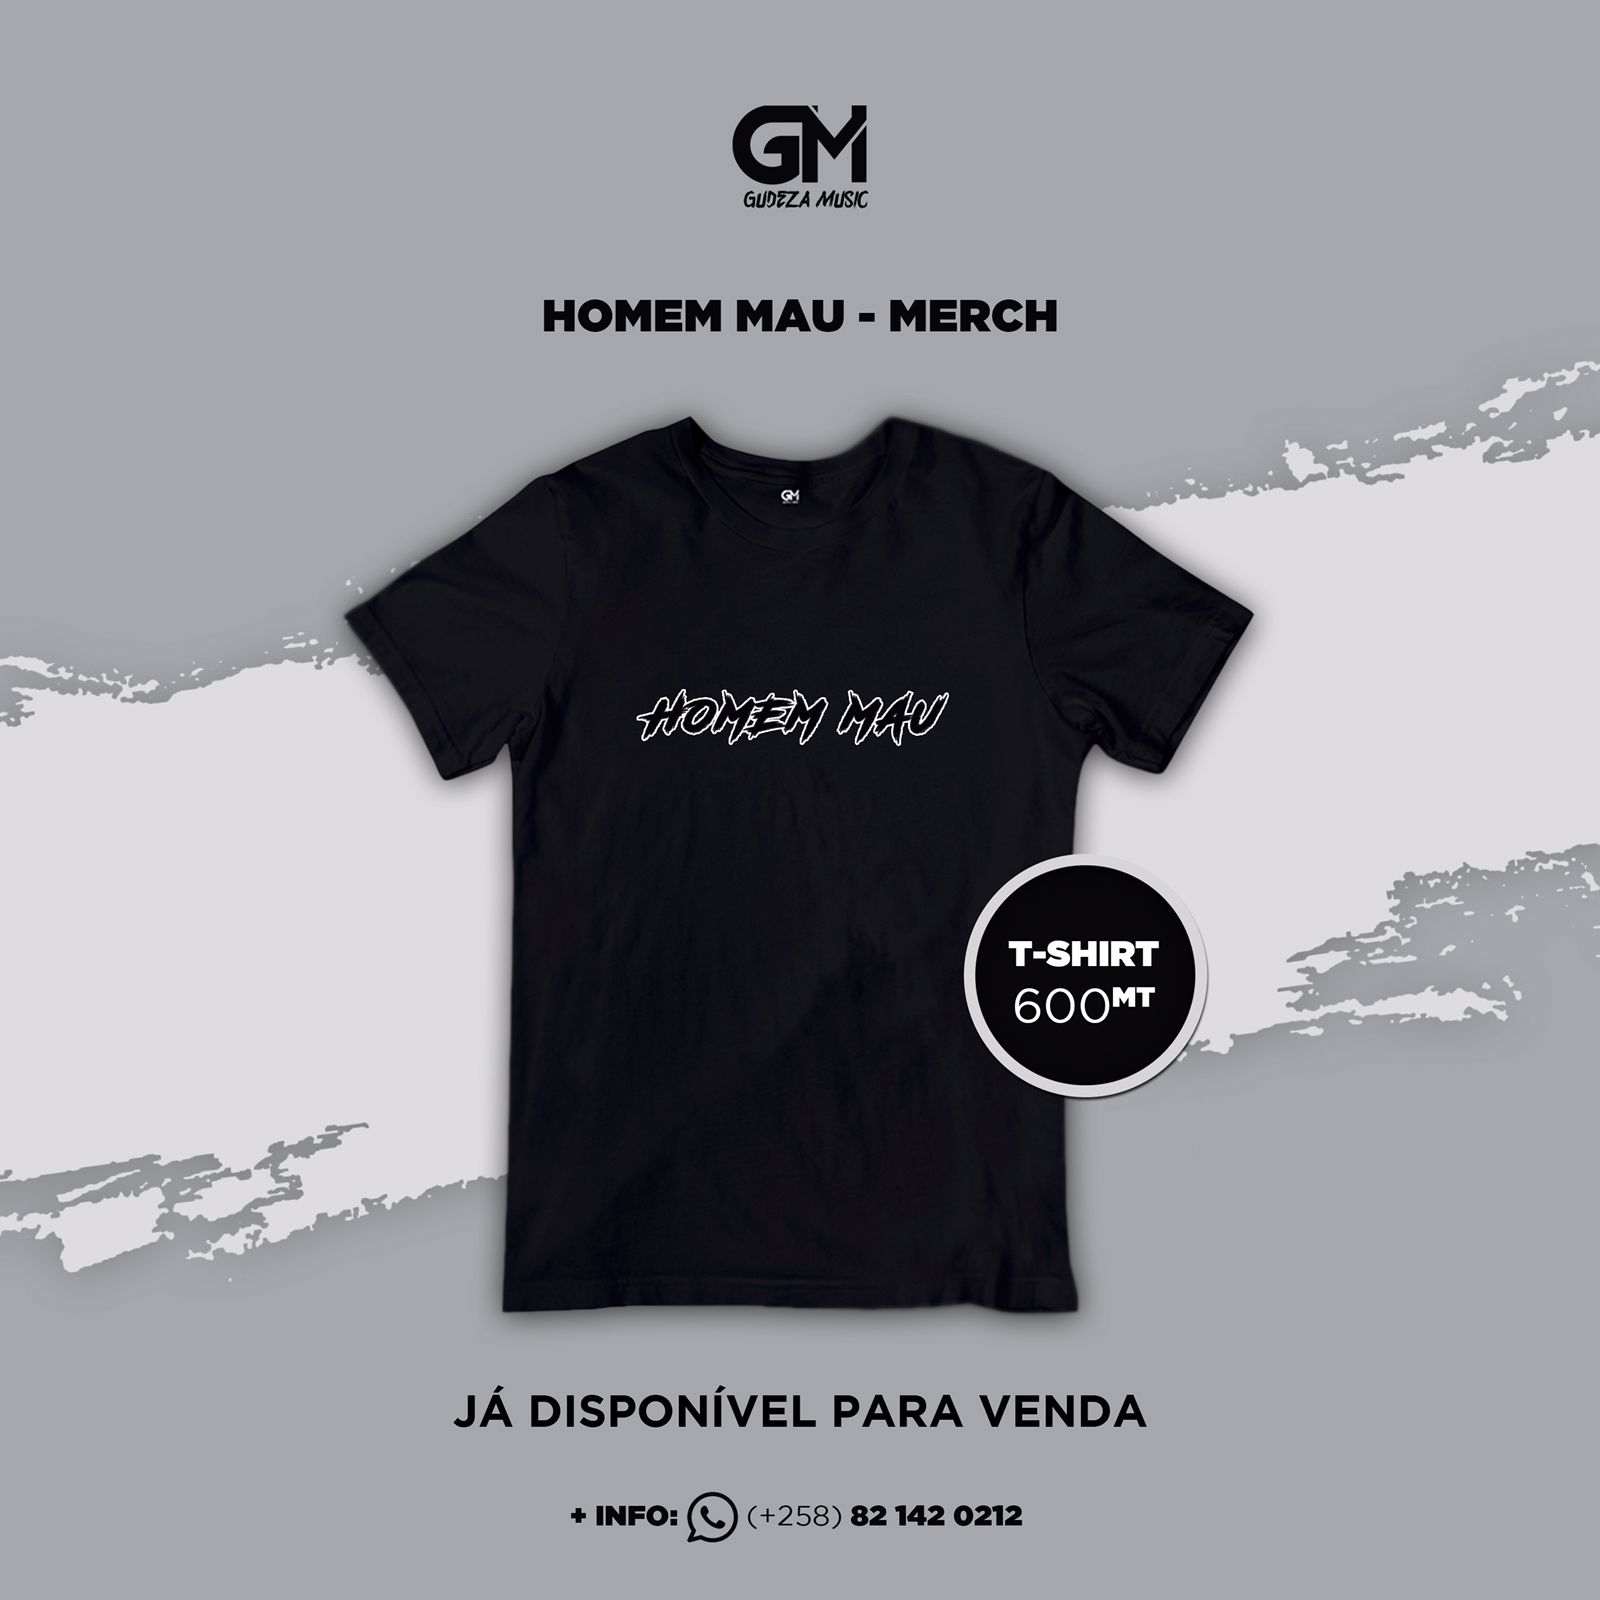 GM
GUDEZA MUSIC
HOMEM MAU - MERCH
GM
HOMEM MAU
T-SHIRT
600MT
JÁ DISPONÍVEL PARA VENDA
+ INFO: (+258) 82 142 0212